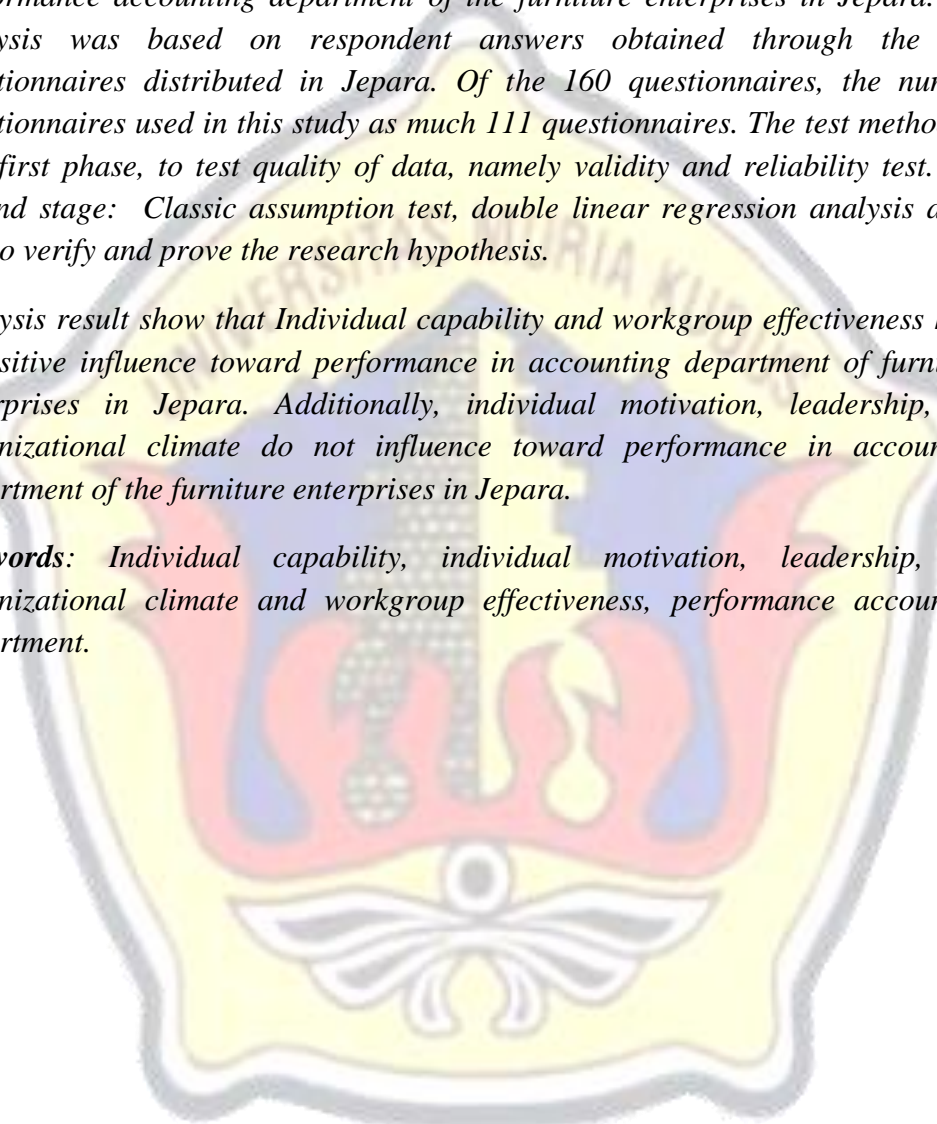 ormance accounting department of the furniture enterprises in Jepara.
ysis was based on respondent answers obtained through the
tionnaires distributed in Jepara. Of the 160 questionnaires, the nu
tionnaires used in this study as much 111 questionnaires. The test metho
first phase, to test quality of data, namely validity and reliability test.
nd stage: Classic assumption test, double linear regression analysis a
o verify and prove the research hypothesis.
ysis result show that Individual capability and workgroup effectiveness
sitive influence toward performance in accounting department of furni
rprises in Jepara. Additionally, individual motivation, leadership,
nizational climate do not influence toward performance in accoun
rtment of the furniture enterprises in Jepara.
words: Individual capability, individual motivation, leadership,
nizational climate and workgroup effectiveness, performance accoun
rtment.
UNIVERSITAS MURIA KUDUS